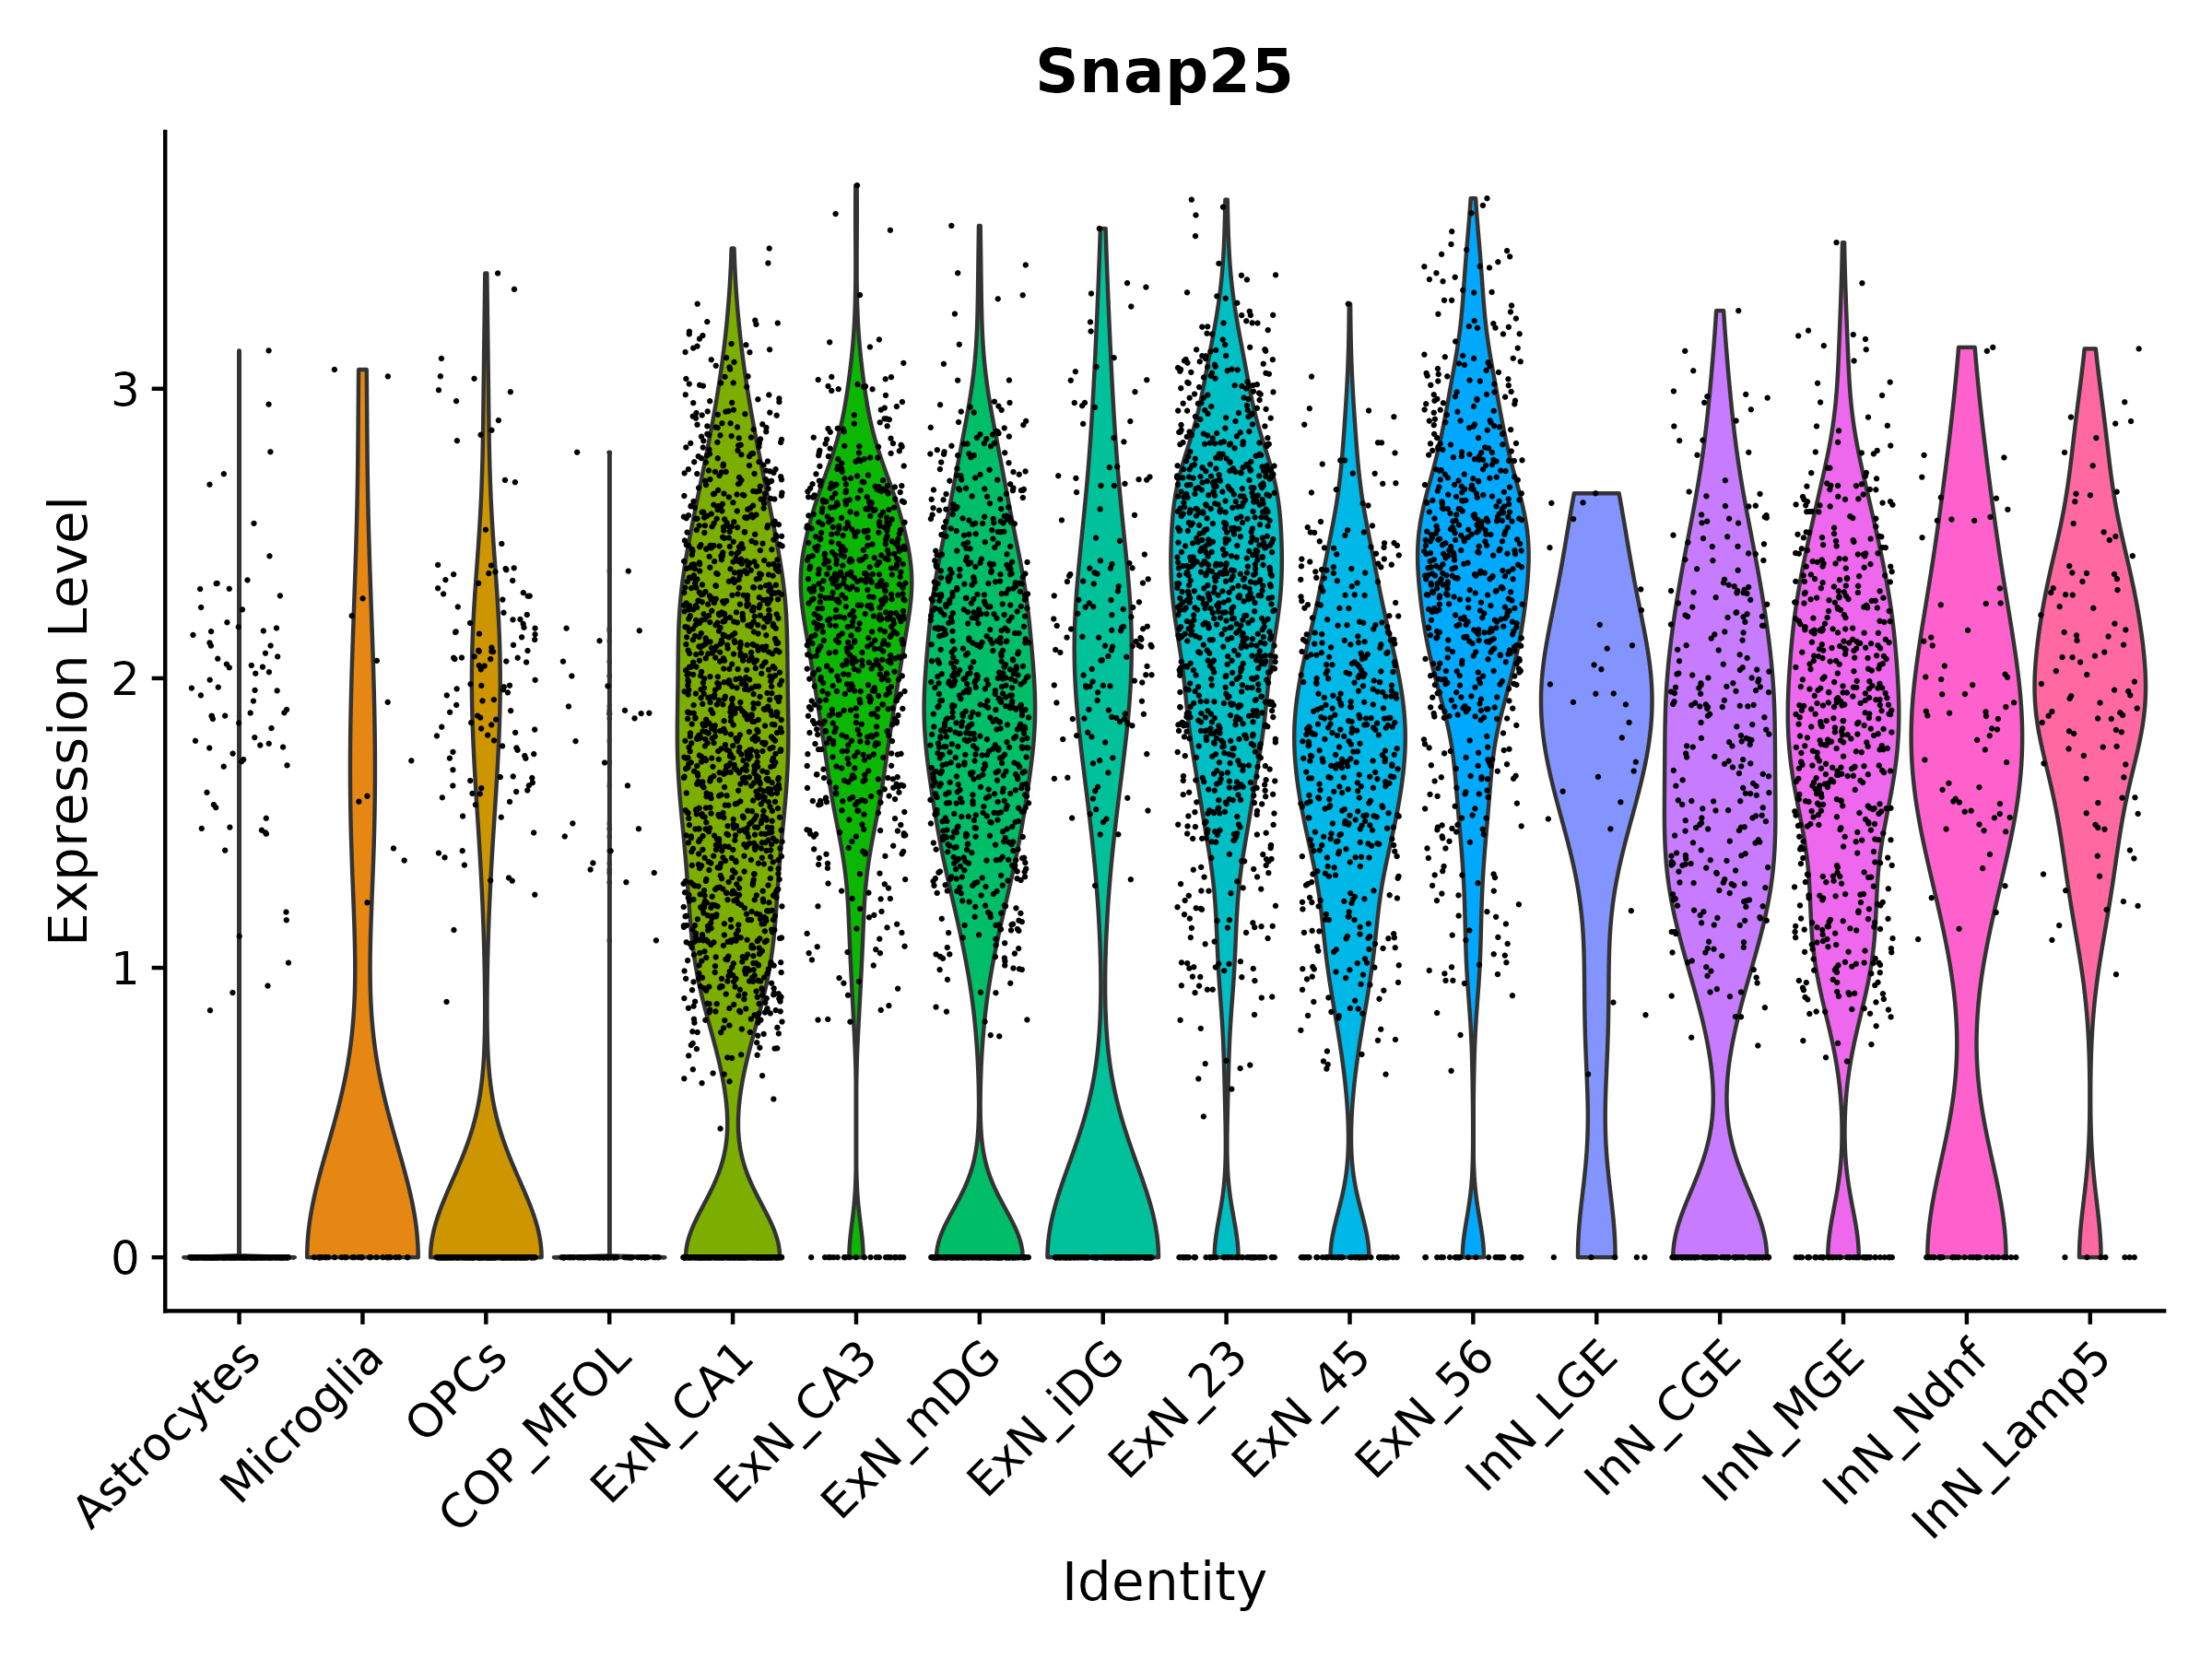 Snap25
Expression Level
3
2
1
0
Astrocytes
Microglia
OPCs
COP_MFOL
ExN_CA1
ExN_CA3
ExN_mDG
ExN_iDG
ExN_23
ExN_45
ExN_56
InN_LGE
InN_CGE
InN_MGE
InN_Ndnf
InN_Lamp5
Identity